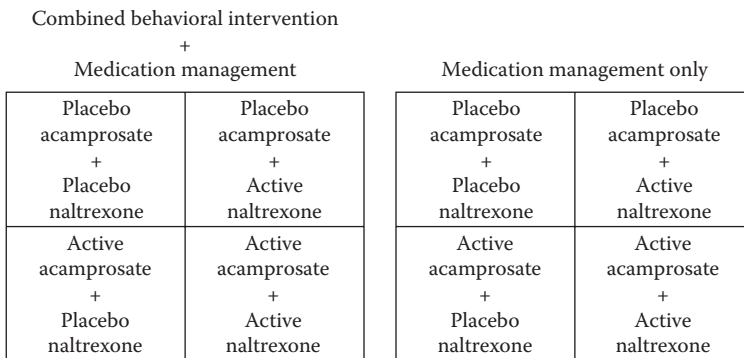 Combined behavioral intervention
+
Medication management
Placebo
acamprosate
+
Placebo
naltrexone
Placebo
acamprosate
+
Active
naltrexone
Active
acamprosate
+
Placebo
naltrexone
Active
acamprosate
+
Active
naltrexone
Medication management only
Placebo
acamprosate
+
Placebo
naltrexone
Placebo
acamprosate
+
Active
naltrexone
Active
acamprosate
+
Placebo
naltrexone
Active
acamprosate
+
Active
naltrexone